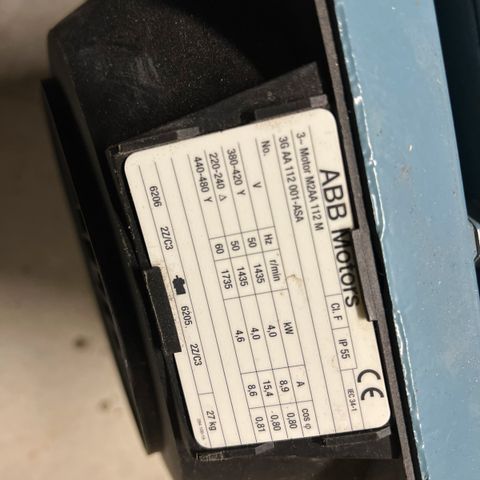 ABB Motors
CE
3~ Motor M2AA 112 M
Cl. F IP 55 IEC 34-1
3G AA 112 001-ASA
No.
V Hz r/min kW A cos φ
380-420 Y 50 1435 4,0 8,9 0,80
220-240 Δ 50 1435 4,0 15,4 0,80
440-480 Y 60 1735 4,6 8,6 0,81
6206 2Z/C3 6205. 2Z/C3 27 kg